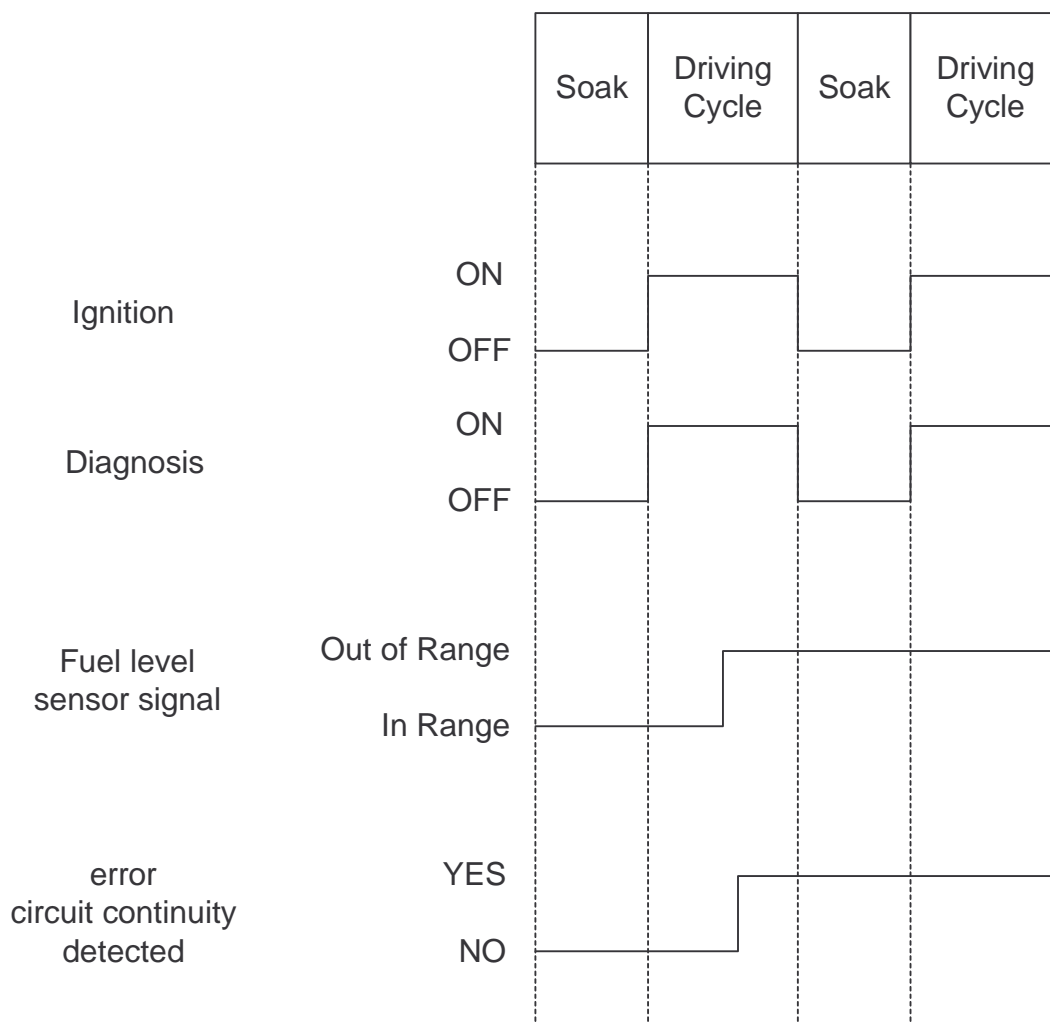 Soak
Driving
Cycle
Soak
Driving
Cycle
Ignition
ON
OFF
Diagnosis
ON
OFF
Fuel level
sensor signal
Out of Range
In Range
error
circuit continuity
detected
YES
NO